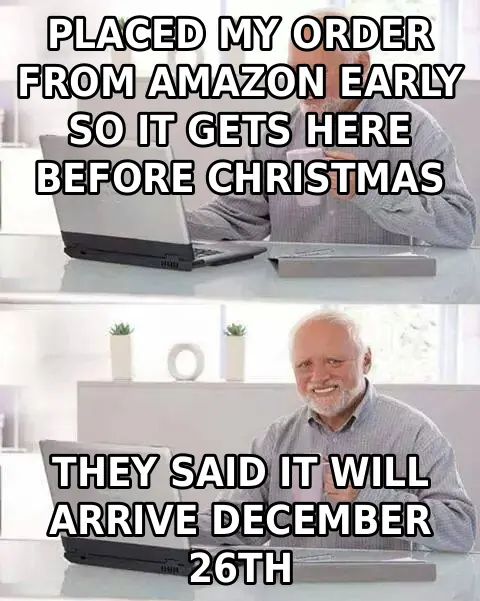 PLACED MY ORDER
FROM AMAZON EARLY
SO IT GETS HERE
BEFORE CHRISTMAS
THEY SAID IT WILL
ARRIVE DECEMBER
26TH